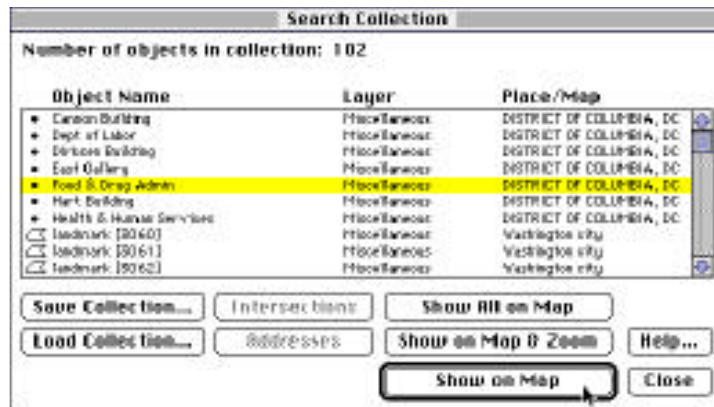 Search Collection
Number of objects in collection: 102
Object Name Layer Place/Map
Cannon Building Miscellaneous DISTRICT OF COLUMBIA, DC
Dept of Labor Miscellaneous DISTRICT OF COLUMBIA, DC
Dirksen Building Miscellaneous DISTRICT OF COLUMBIA, DC
East Gallery Miscellaneous DISTRICT OF COLUMBIA, DC
Food & Drug Admin Miscellaneous DISTRICT OF COLUMBIA, DC
Hart Building Miscellaneous DISTRICT OF COLUMBIA, DC
Health & Human Services Miscellaneous DISTRICT OF COLUMBIA, DC
landmark [8060] Miscellaneous Washington city
landmark [8061] Miscellaneous Washington city
landmark [8062] Miscellaneous Washington city
Save Collection... Intersections Show All on Map
Load Collection... Addresses Show on Map & Zoom Help...
Show on Map Close